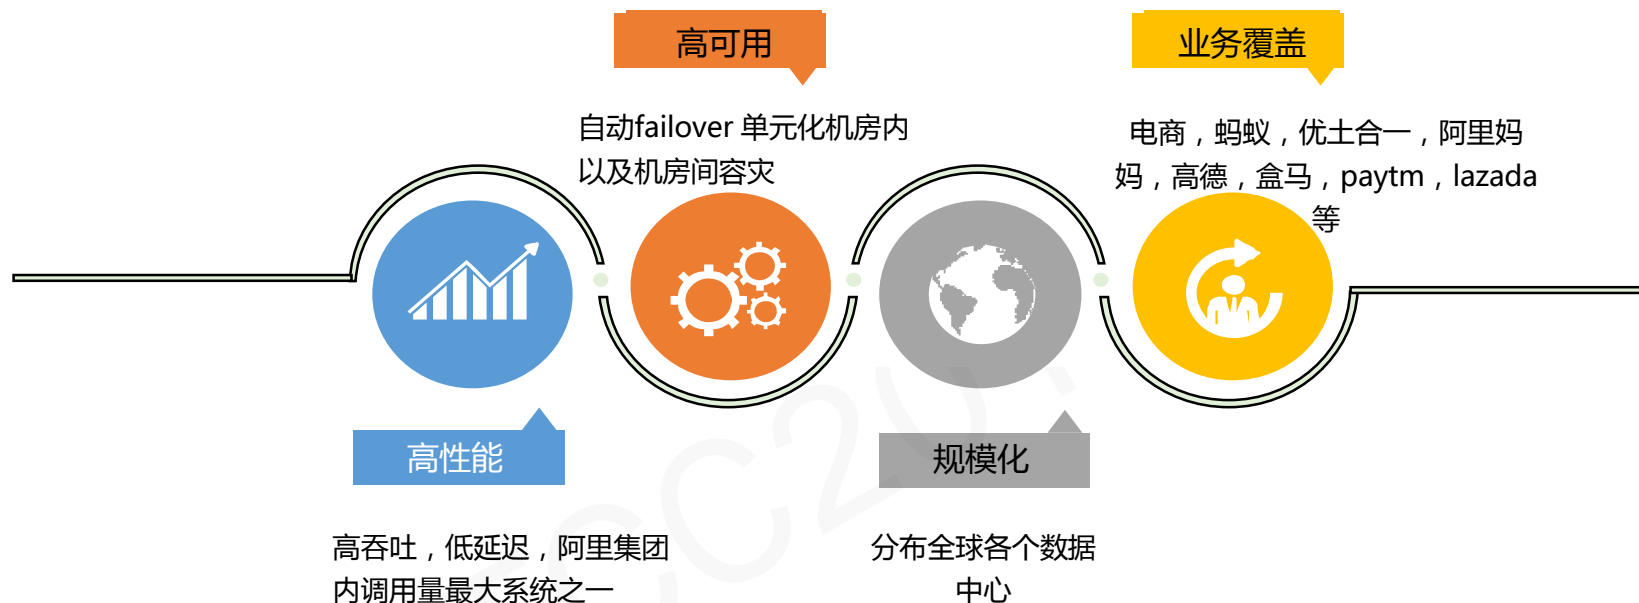 高可用
自动failover 单元化机房内
以及机房间容灾
业务覆盖
电商，蚂蚁，优土合一，阿里妈
妈，高德，盒马，paytm，lazada
等
高性能
高吞吐，低延迟，阿里集团
内调用量最大系统之一
规模化
分布全球各个数据
中心